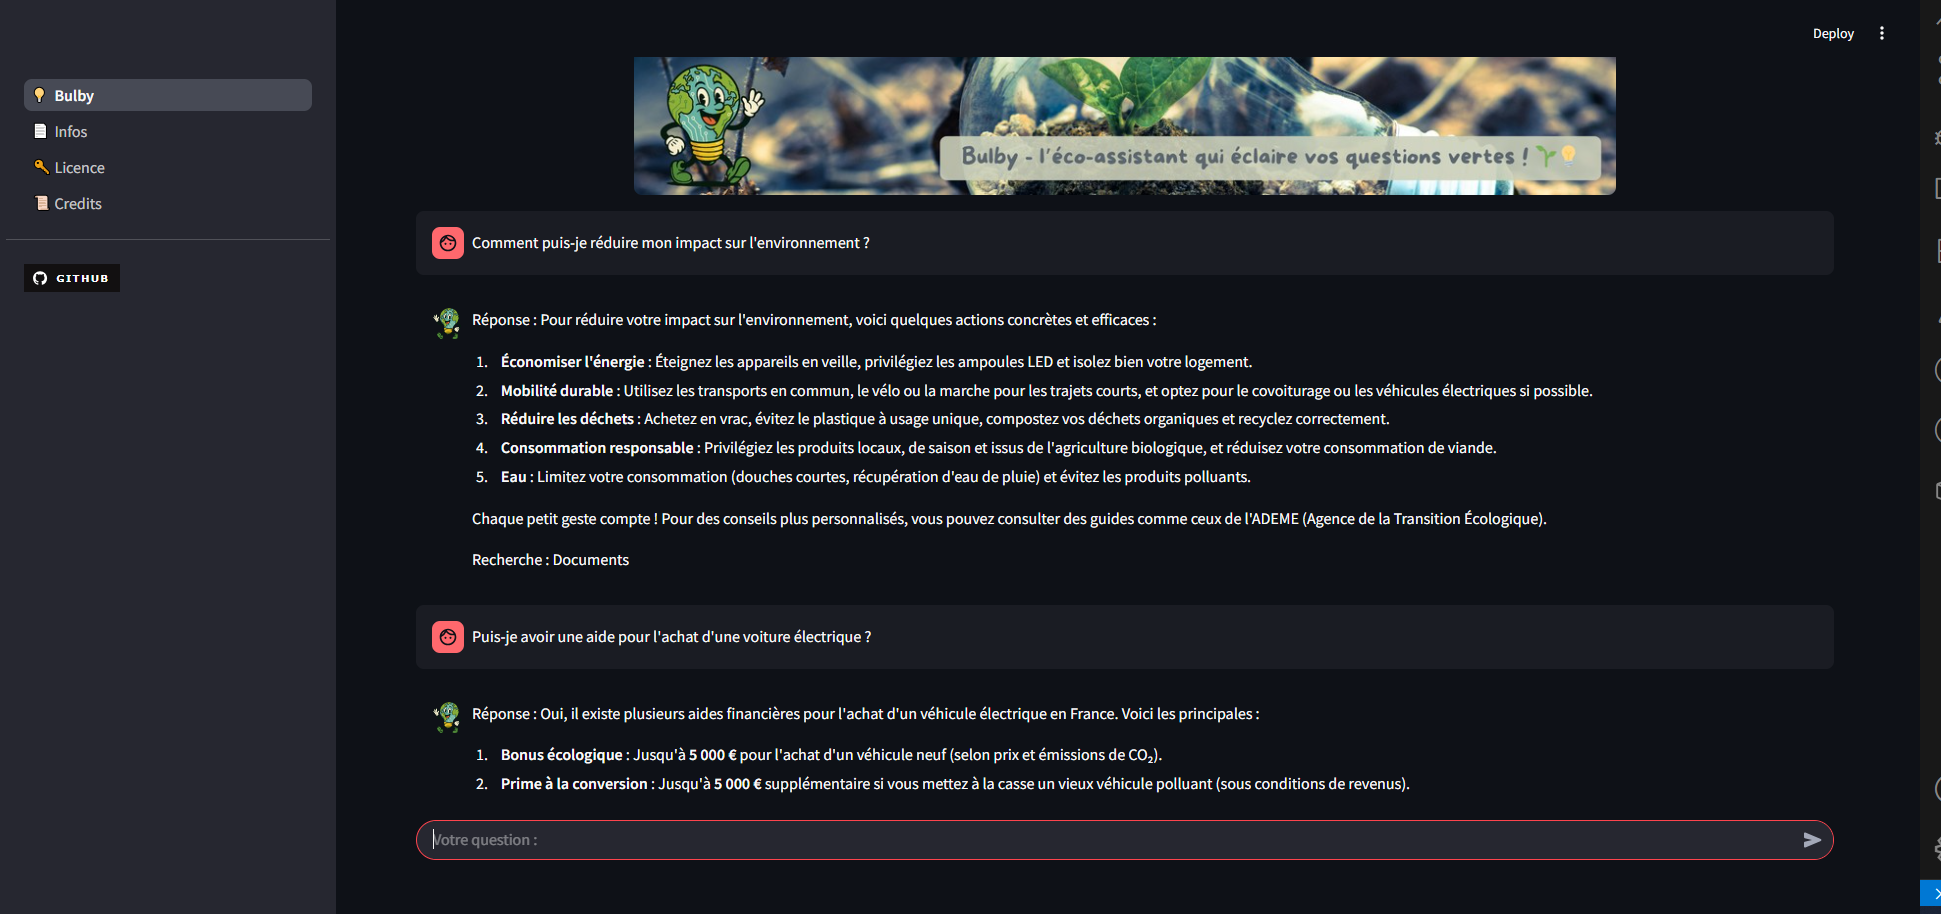 Deploy
Bulby
Infos
Licence
Credits
GITHUB
Bulby - l'éco-assistant qui éclaire vos questions vertes !
Comment puis-je réduire mon impact sur l'environnement ?
Réponse : Pour réduire votre impact sur l'environnement, voici quelques actions concrètes et efficaces :
1. Économiser l'énergie : Éteignez les appareils en veille, privilégiez les ampoules LED et isolez bien votre logement.
2. Mobilité durable : Utilisez les transports en commun, le vélo ou la marche pour les trajets courts, et optez pour le covoiturage ou les véhicules électriques si possible.
3. Réduire les déchets : Achetez en vrac, évitez le plastique à usage unique, compostez vos déchets organiques et recyclez correctement.
4. Consommation responsable : Privilégiez les produits locaux, de saison et issus de l'agriculture biologique, et réduisez votre consommation de viande.
5. Eau : Limitez votre consommation (douches courtes, récupération d'eau de pluie) et évitez les produits polluants.
Chaque petit geste compte ! Pour des conseils plus personnalisés, vous pouvez consulter des guides comme ceux de l'ADEME (Agence de la Transition Écologique).
Recherche : Documents
Puis-je avoir une aide pour l'achat d'une voiture électrique ?
Réponse : Oui, il existe plusieurs aides financières pour l'achat d'un véhicule électrique en France. Voici les principales :
1. Bonus écologique : Jusqu'à 5 000 € pour l'achat d'un véhicule neuf (selon prix et émissions de CO₂).
2. Prime à la conversion : Jusqu'à 5 000 € supplémentaire si vous mettez à la casse un vieux véhicule polluant (sous conditions de revenus).
Votre question :